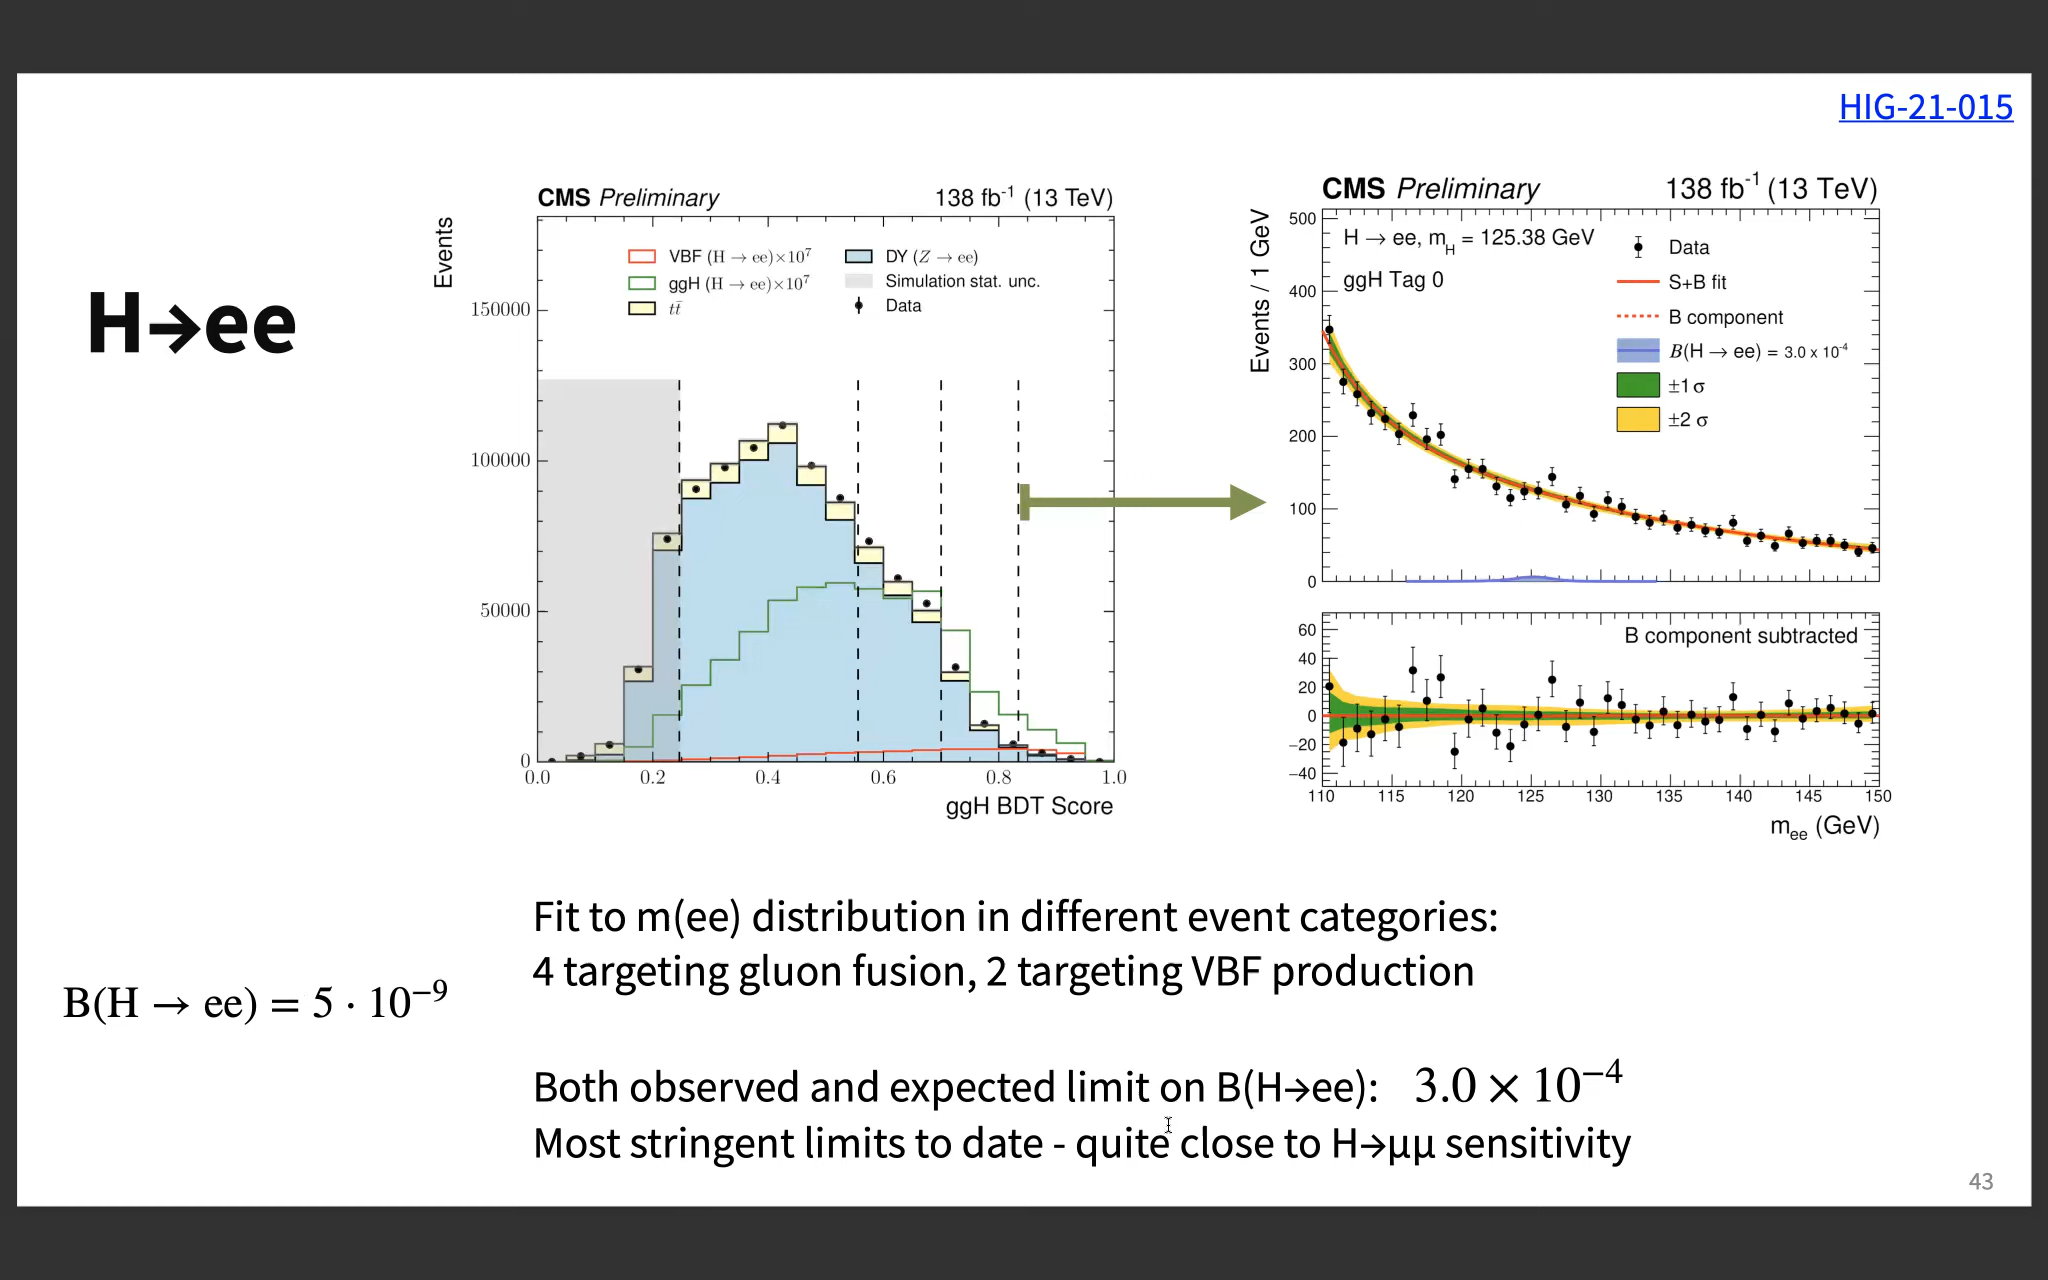 HIG-21-015
H→ee
CMS Preliminary 138 fb⁻¹ (13 TeV)
Events
VBF (H → ee)×10⁷
ggH (H → ee)×10⁷
tt̄
DY (Z → ee)
Simulation stat. unc.
Data
150000
100000
50000
0
0.0 0.2 0.4 0.6 0.8 1.0
ggH BDT Score
CMS Preliminary 138 fb⁻¹ (13 TeV)
Events / 1 GeV
H → ee, m_H = 125.38 GeV
ggH Tag 0
Data
S+B fit
B component
B(H → ee) = 3.0 x 10⁻⁴
±1 σ
±2 σ
500
400
300
200
100
0
B component subtracted
60
40
20
0
−20
−40
110 115 120 125 130 135 140 145 150
m_ee (GeV)
Fit to m(ee) distribution in different event categories:
4 targeting gluon fusion, 2 targeting VBF production
B(H → ee) = 5 · 10⁻⁹
Both observed and expected limit on B(H→ee): 3.0 × 10⁻⁴
Most stringent limits to date - quite close to H→μμ sensitivity
43